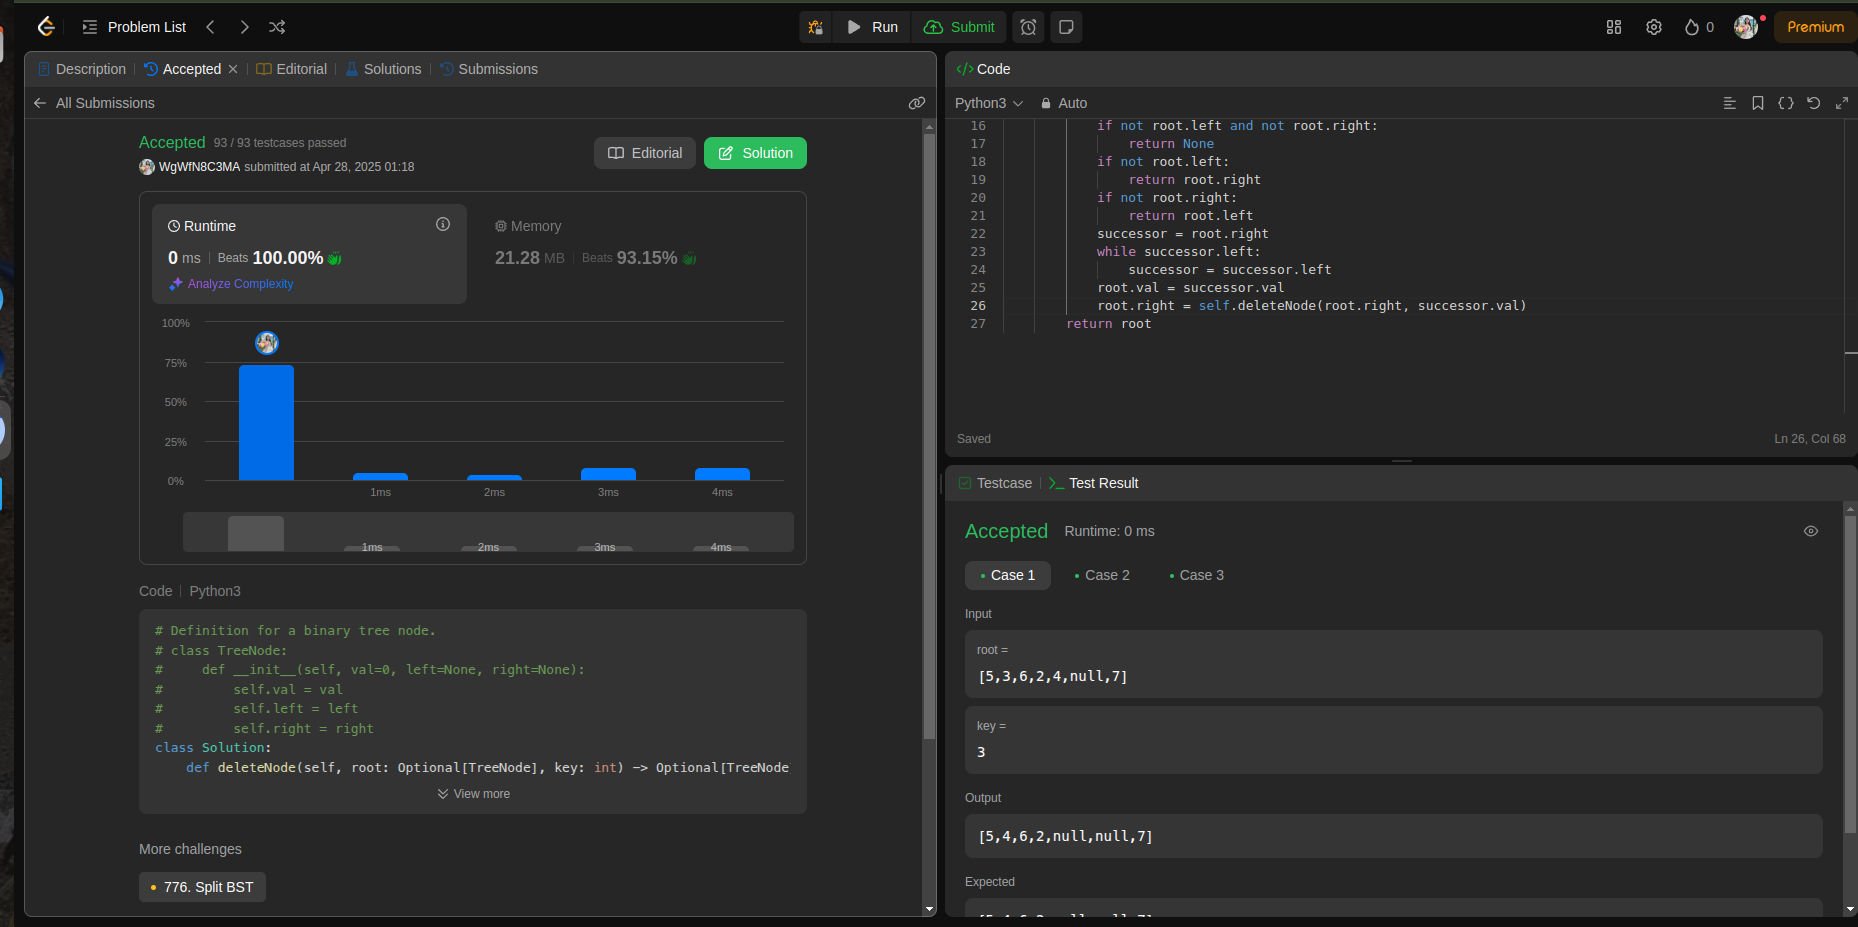 Problem List
Run
Submit
0
Premium
Description
Accepted
Editorial
Solutions
Submissions
All Submissions
Accepted 93 / 93 testcases passed
WgWfN8C3MA submitted at Apr 28, 2025 01:18
Editorial
Solution
Runtime
0 ms | Beats 100.00%
Analyze Complexity
Memory
21.28 MB | Beats 93.15%
100%
75%
50%
25%
0%
1ms 2ms 3ms 4ms
1ms 2ms 3ms 4ms
Code | Python3
# Definition for a binary tree node.
# class TreeNode:
#     def __init__(self, val=0, left=None, right=None):
#         self.val = val
#         self.left = left
#         self.right = right
class Solution:
    def deleteNode(self, root: Optional[TreeNode], key: int) -> Optional[TreeNode
View more
More challenges
776. Split BST
</> Code
Python3
Auto
16             if not root.left and not root.right:
17                 return None
18             if not root.left:
19                 return root.right
20             if not root.right:
21                 return root.left
22             successor = root.right
23             while successor.left:
24                 successor = successor.left
25             root.val = successor.val
26             root.right = self.deleteNode(root.right, successor.val)
27         return root
Saved
Ln 26, Col 68
Testcase
Test Result
Accepted Runtime: 0 ms
Case 1
Case 2
Case 3
Input
root =
[5,3,6,2,4,null,7]
key =
3
Output
[5,4,6,2,null,null,7]
Expected